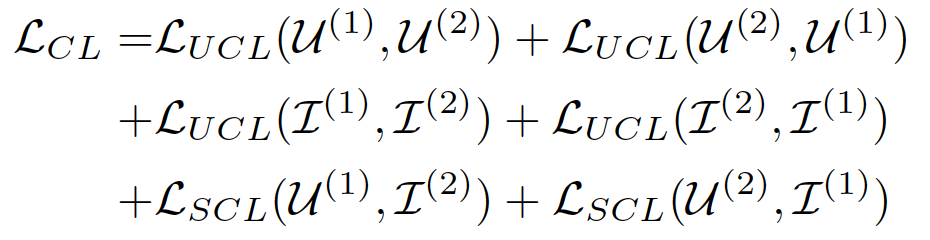 ℒ_{CL} =ℒ_{UCL}(𝒰^{(1)}, 𝒰^{(2)}) + ℒ_{UCL}(𝒰^{(2)}, 𝒰^{(1)})
+ℒ_{UCL}(ℐ^{(1)}, ℐ^{(2)}) + ℒ_{UCL}(ℐ^{(2)}, ℐ^{(1)})
+ℒ_{SCL}(𝒰^{(1)}, ℐ^{(2)}) + ℒ_{SCL}(𝒰^{(2)}, ℐ^{(1)})